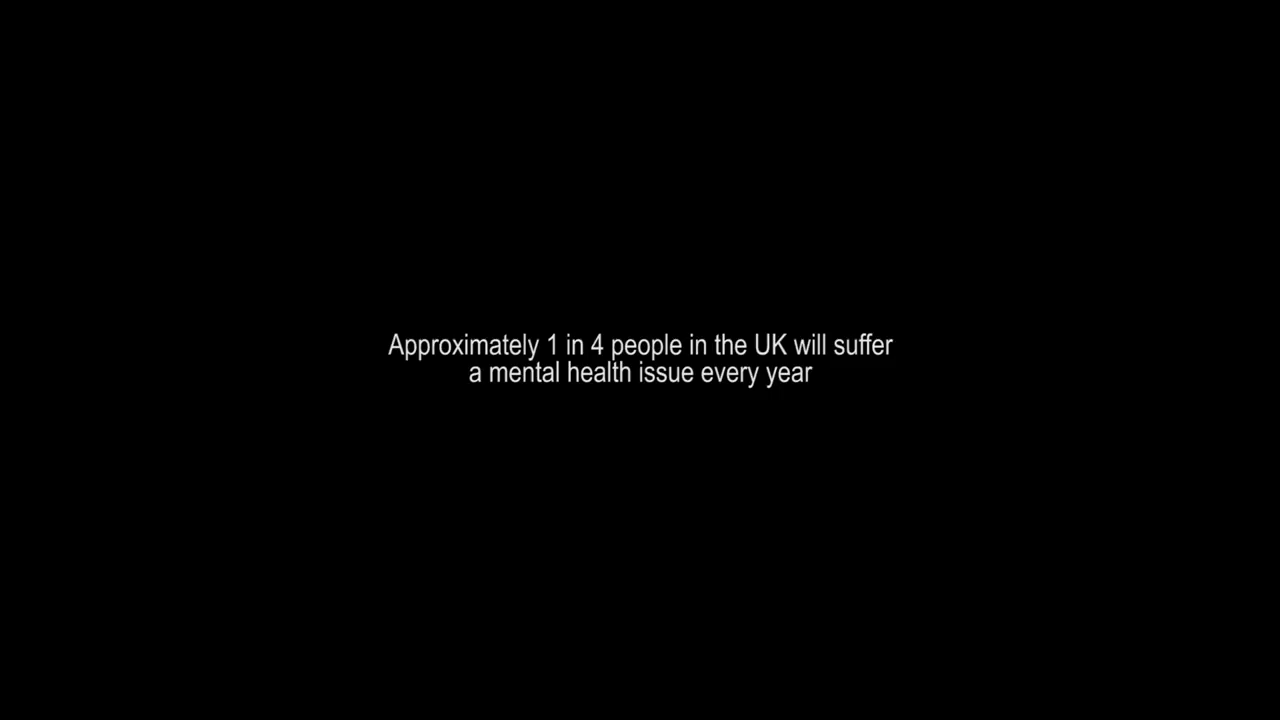 Approximately 1 in 4 people in the UK will suffer
a mental health issue every year